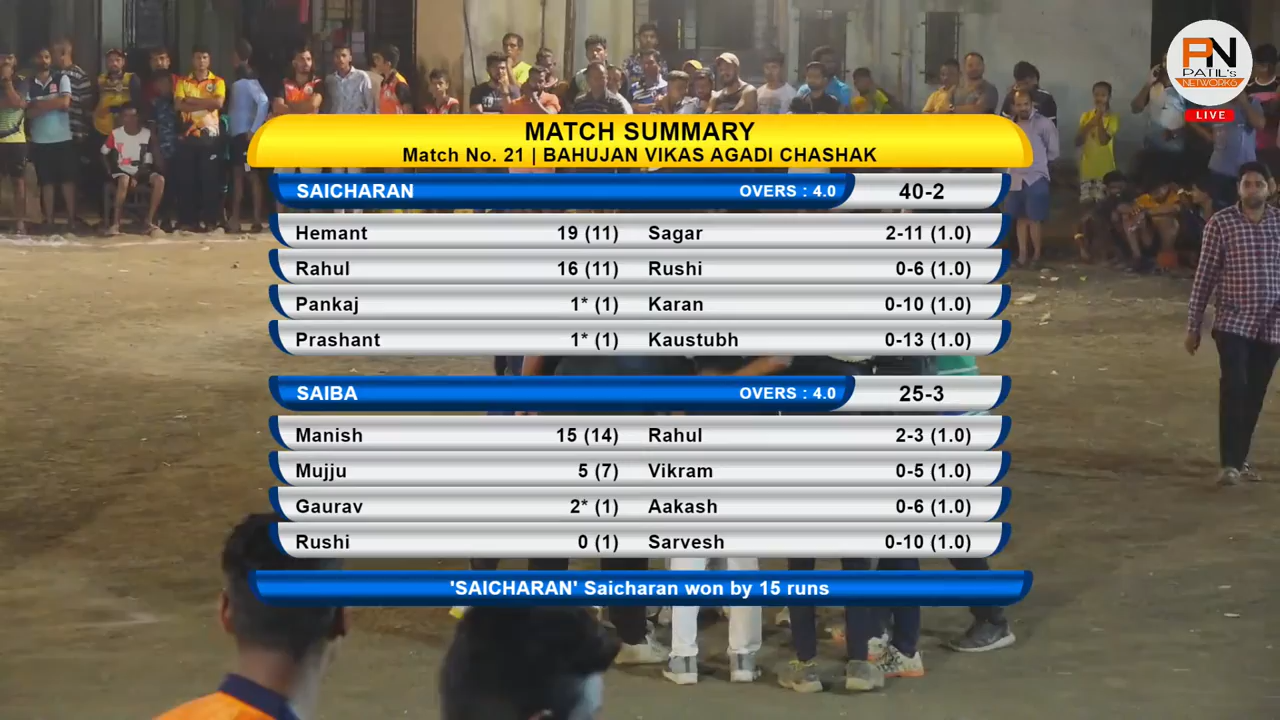 PN
PATIL's
NETWORKS
LIVE
MATCH SUMMARY
Match No. 21 | BAHUJAN VIKAS AGADI CHASHAK
SAICHARAN OVERS : 4.0 40-2
Hemant 19 (11) Sagar 2-11 (1.0)
Rahul 16 (11) Rushi 0-6 (1.0)
Pankaj 1* (1) Karan 0-10 (1.0)
Prashant 1* (1) Kaustubh 0-13 (1.0)
SAIBA OVERS : 4.0 25-3
Manish 15 (14) Rahul 2-3 (1.0)
Mujju 5 (7) Vikram 0-5 (1.0)
Gaurav 2* (1) Aakash 0-6 (1.0)
Rushi 0 (1) Sarvesh 0-10 (1.0)
'SAICHARAN' Saicharan won by 15 runs